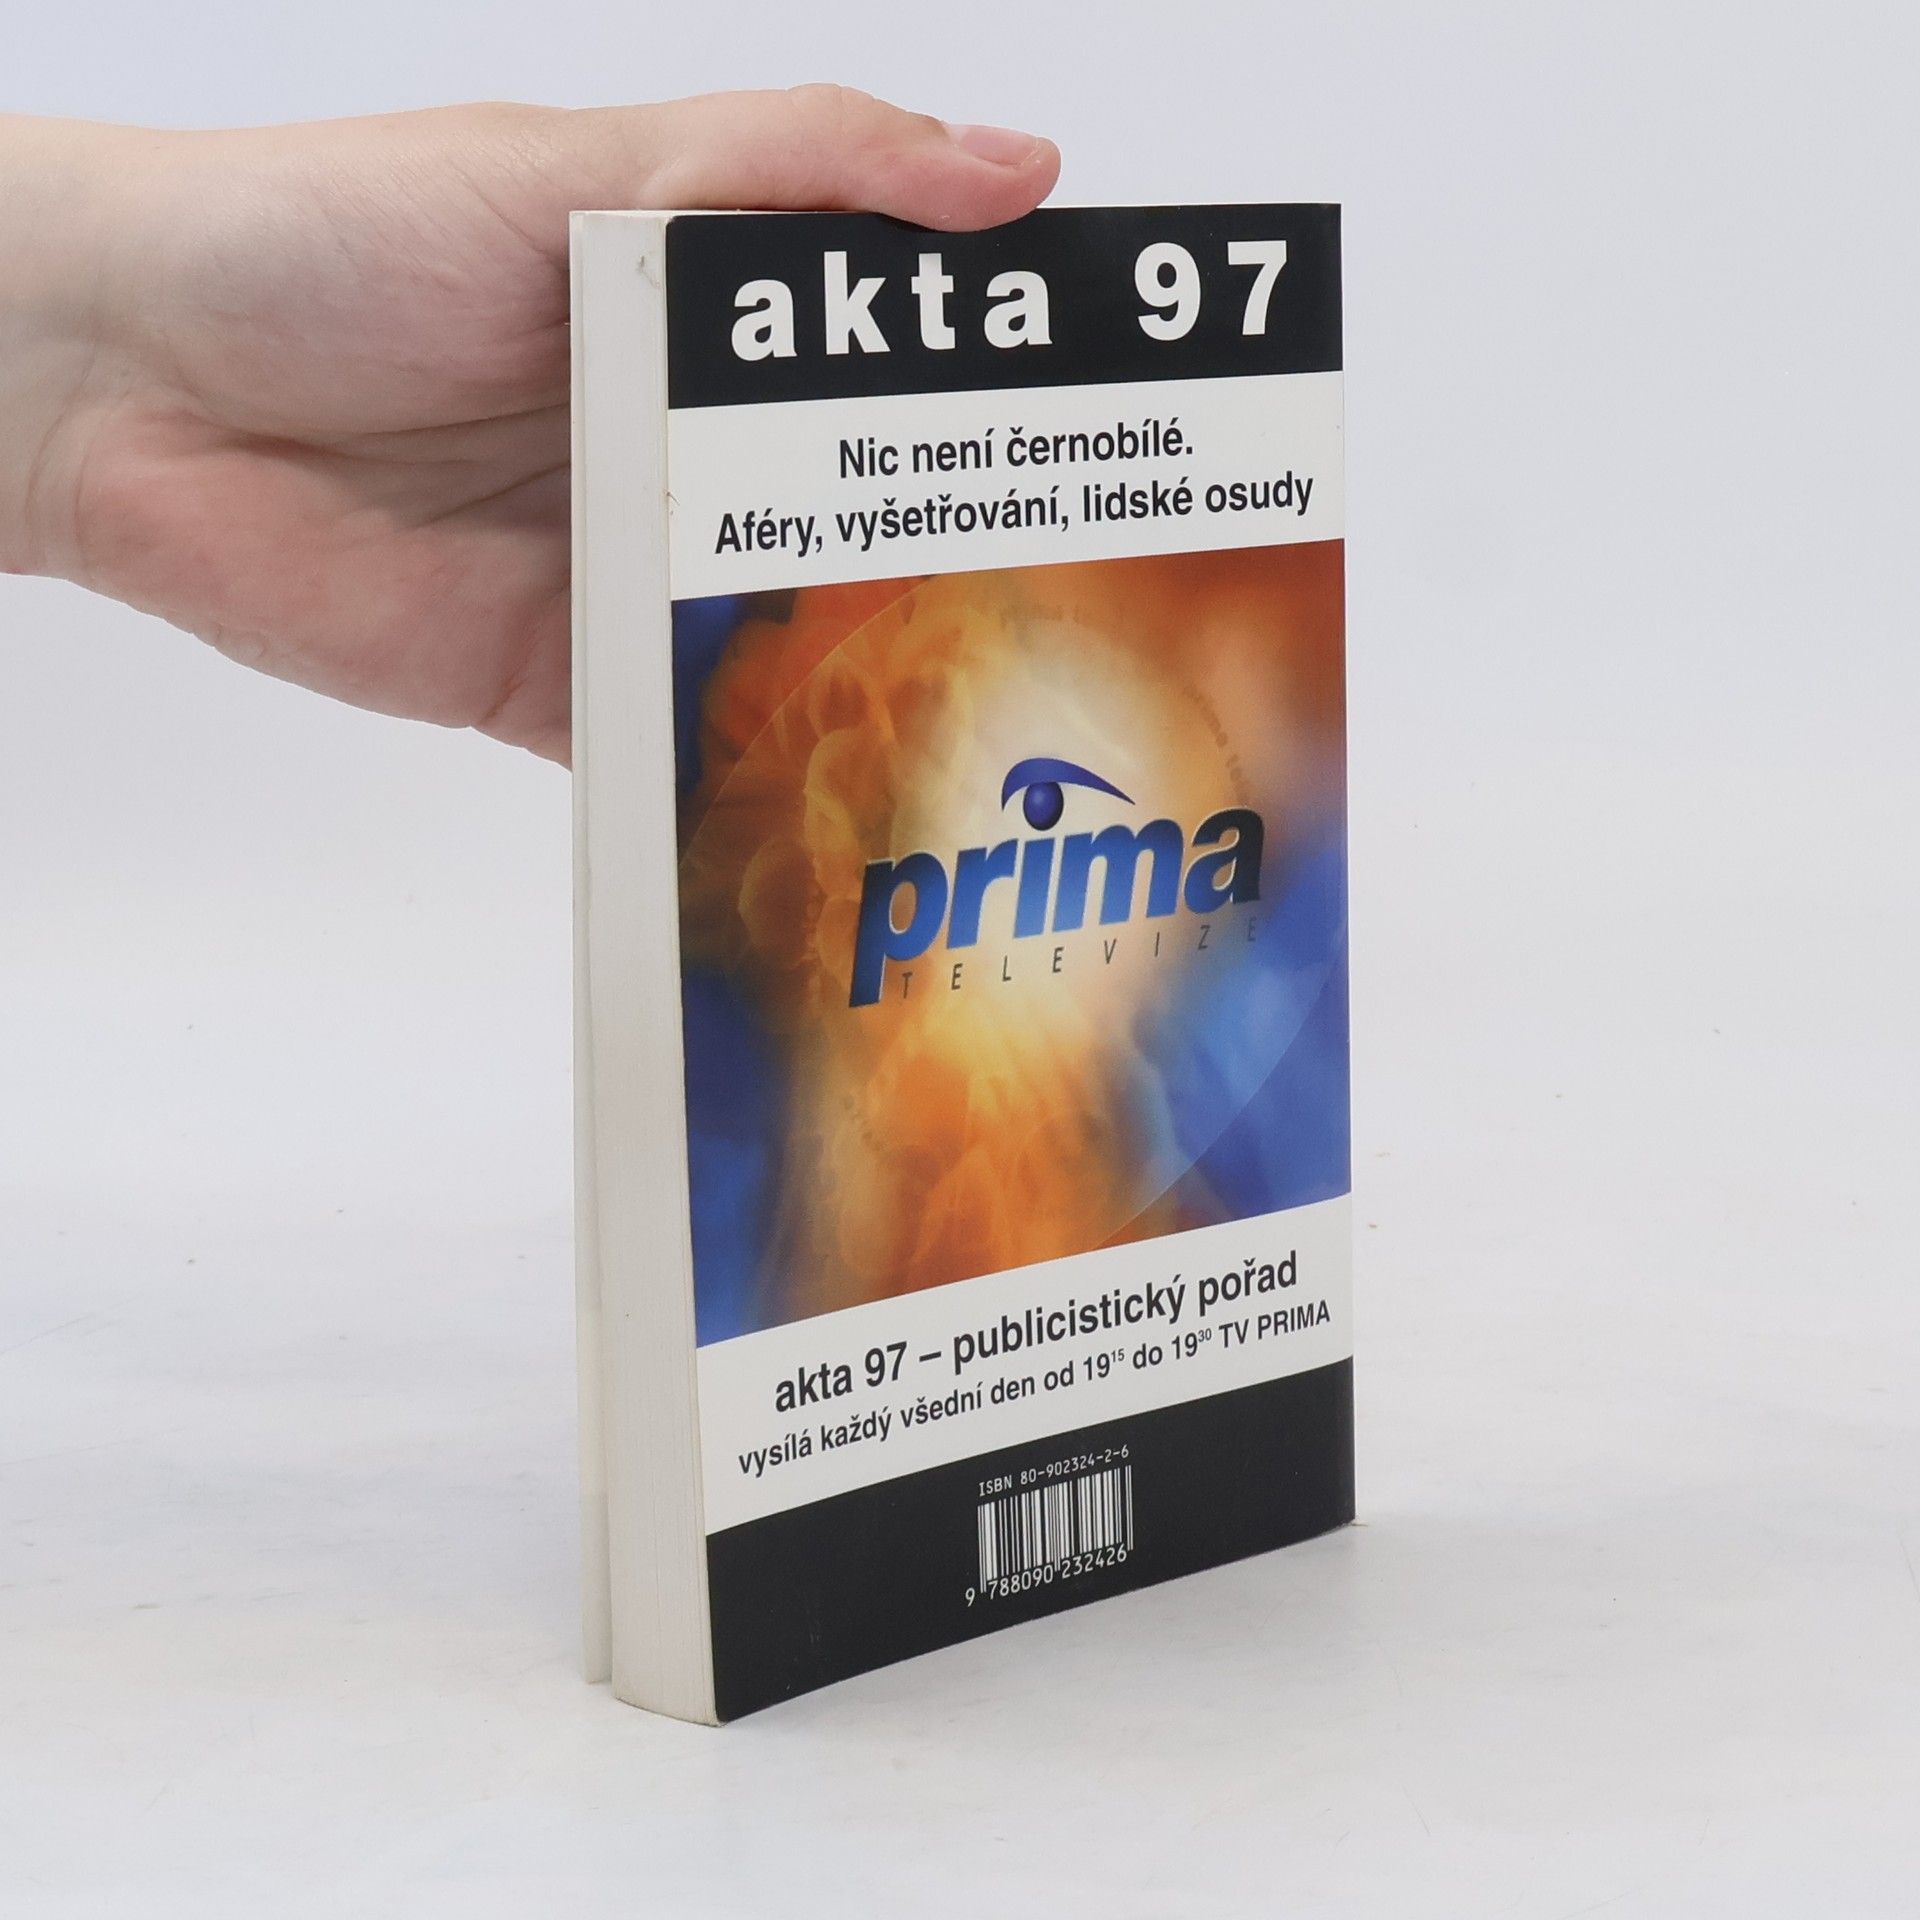 akta 97
Nic není černobílé.
Aféry, vyšetřování, lidské osudy
prima
TELEVIZE
akta 97 – publicistický pořad
vysílá každý všední den od 19¹⁵ do 19³⁰ TV PRIMA
ISBN 80-902324-2-6
9 788090 232426